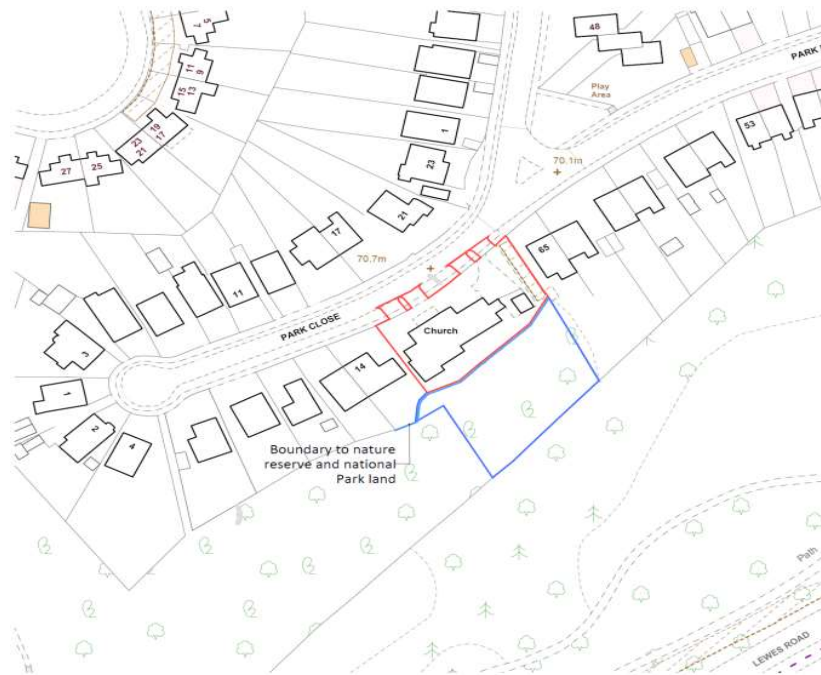 5
7
11
9
15
13
19
17
23
21
27
25
48
PARK
Play
Area
1
53
70.1m
23
21
17
65
70.7m
11
PARK CLOSE
Church
3
14
1
2
4
Boundary to nature
reserve and national
Park land
Path
LEWES ROAD